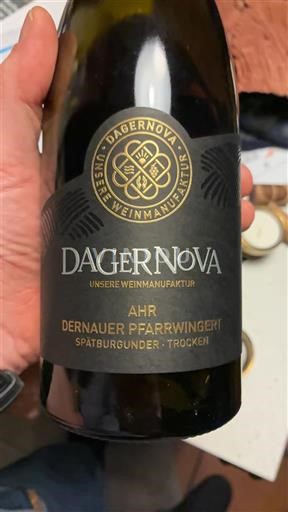 DAGERNOVA · UNSERE WEINMANUFAKTUR ·
DAGERNOVA
UNSERE WEINMANUFAKTUR
AHR
DERNAUER PFARRWINGERT
SPÄTBURGUNDER · TROCKEN